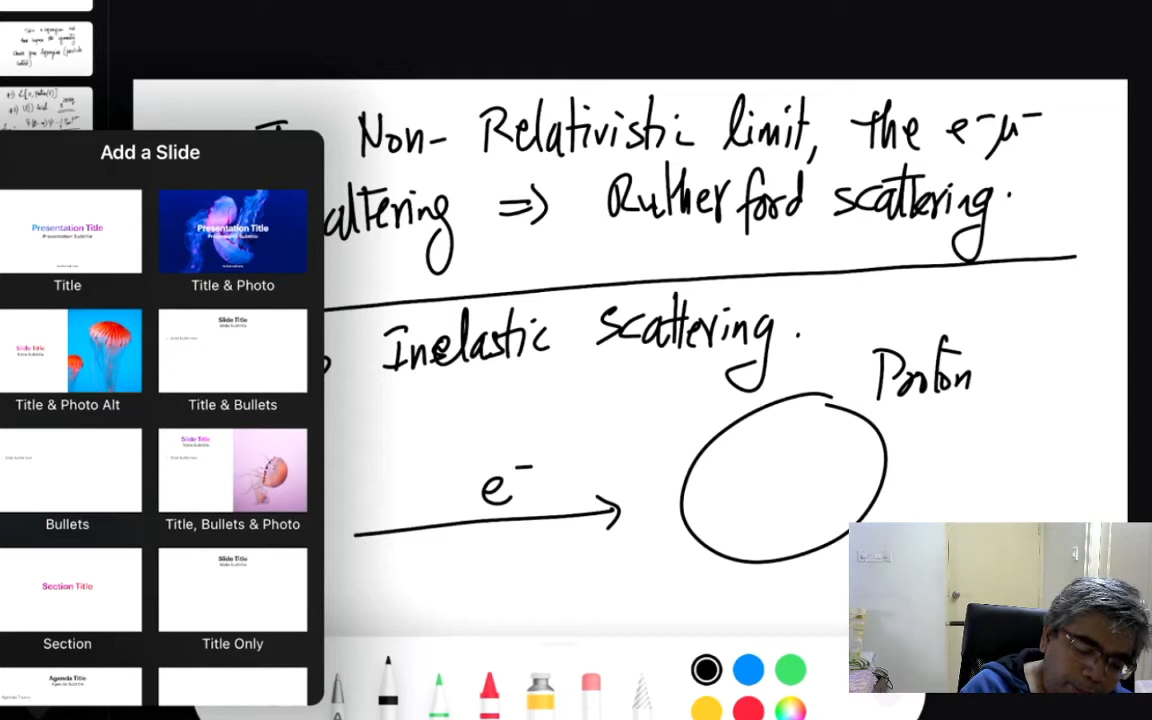 Add a Slide
Presentation Title
Presentation Subtitle
Title
Presentation Title
Title & Photo
Slide Title
Title & Photo Alt
Slide Title
Title & Bullets
Bullets
Slide Title
Title, Bullets & Photo
Section Title
Section
Slide Title
Title Only
Agenda Title
Non-Relativistic limit, the e⁻μ⁻
attering ⇒ Rutherford scattering.
Inelastic scattering.
Proton
e⁻